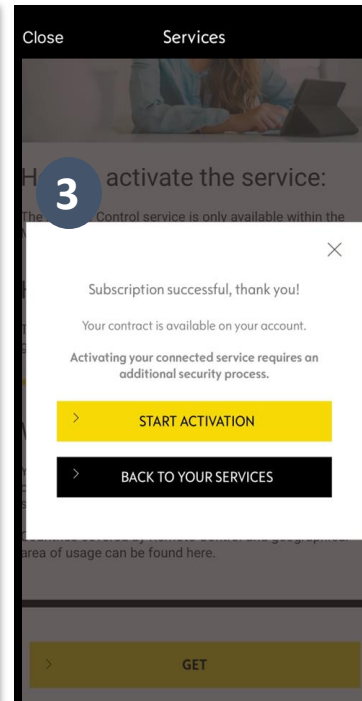 Close Services
3
activate the service:
Control service is only available within the
Subscription successful, thank you!
Your contract is available on your account.
Activating your connected service requires an
additional security process.
START ACTIVATION
BACK TO YOUR SERVICES
area of usage can be found here.
GET